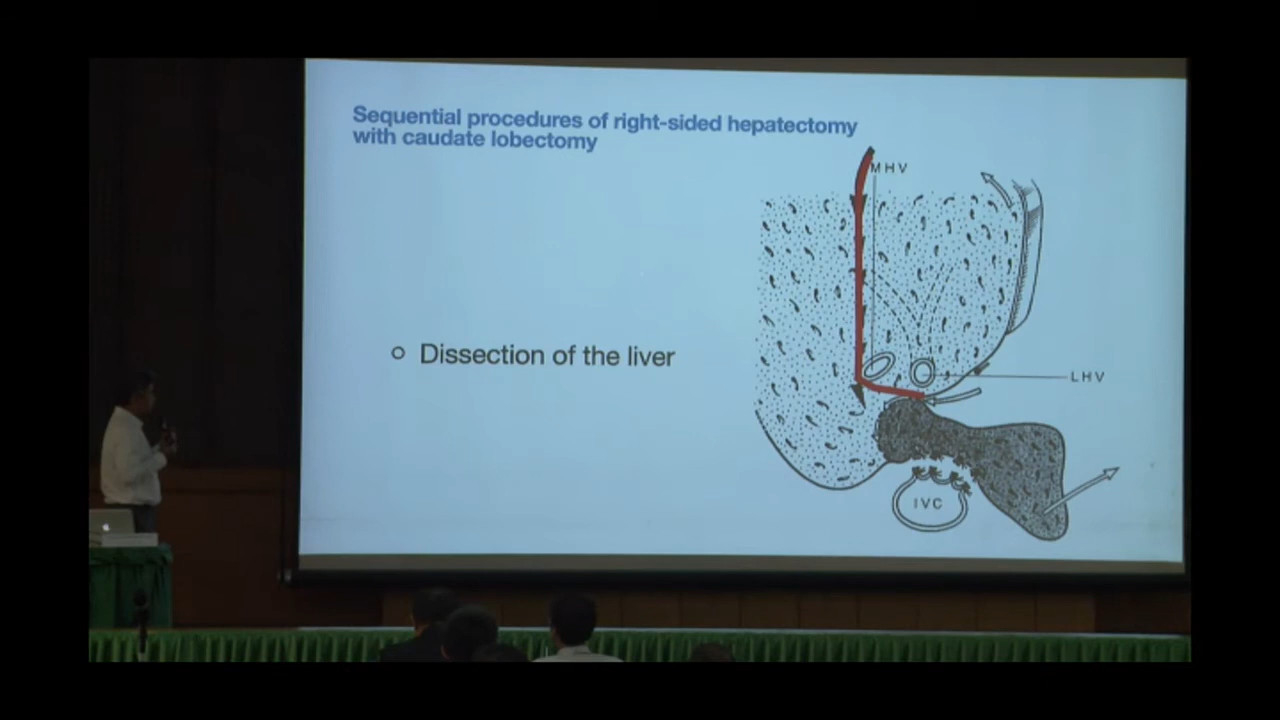 Sequential procedures of right-sided hepatectomy
with caudate lobectomy
MHV
Dissection of the liver
LHV
IVC